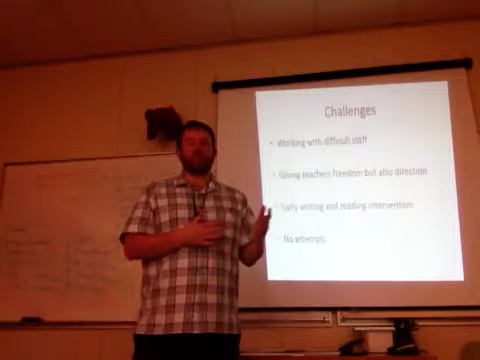 Challenges
• Working with difficult staff
• Giving teachers freedom but also direction
• Early writing and reading intervention
• No attempts